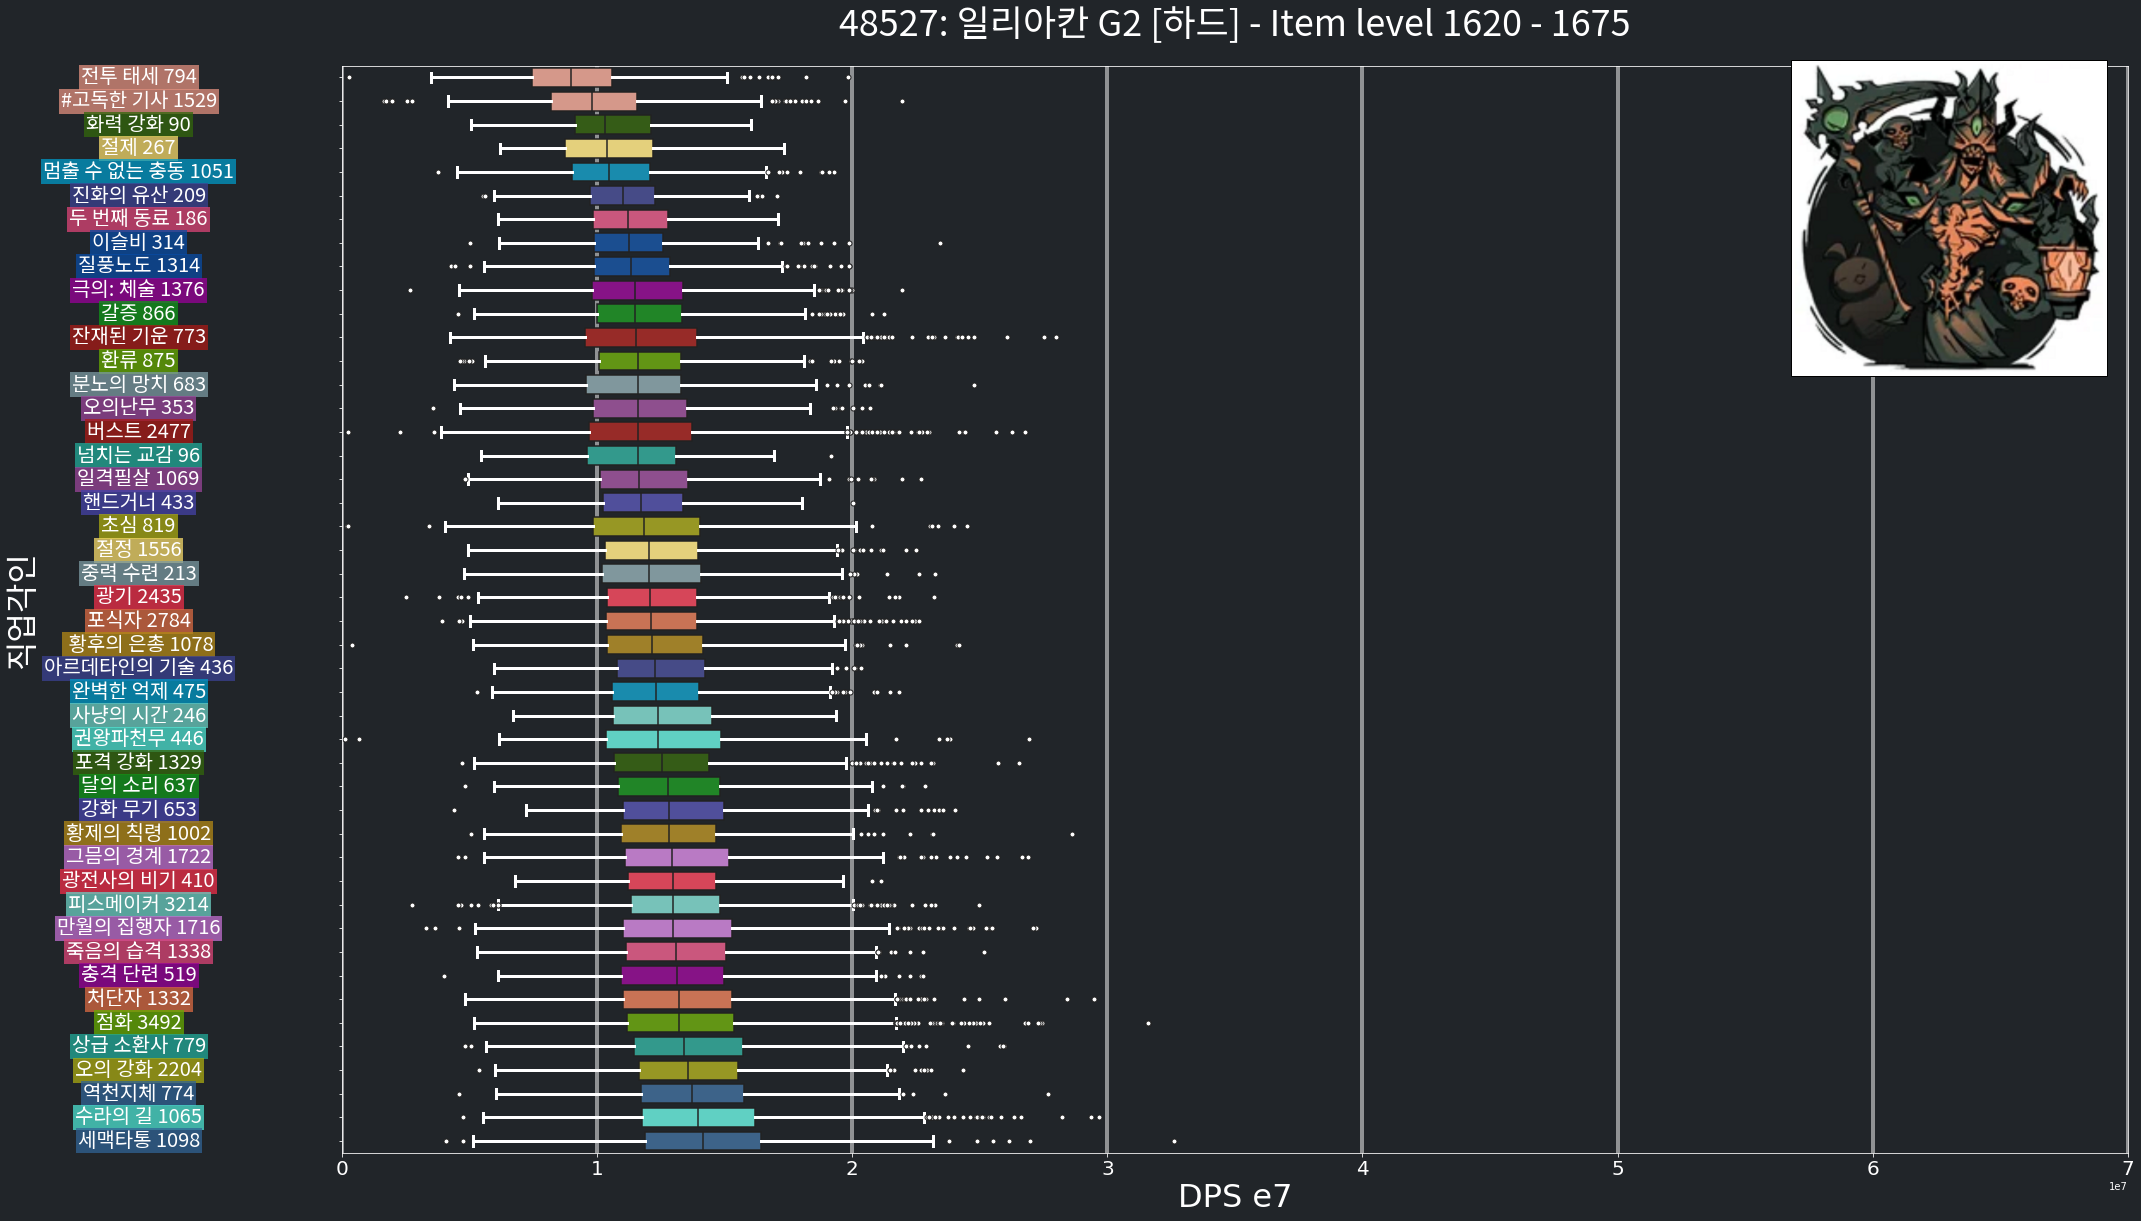 48527: 일리아칸 G2 [하드] - Item level 1620 - 1675
직업각인
전투 태세 794
#고독한 기사 1529
화력 강화 90
절제 267
멈출 수 없는 충동 1051
진화의 유산 209
두 번째 동료 186
이슬비 314
질풍노도 1314
극의: 체술 1376
갈증 866
잔재된 기운 773
환류 875
분노의 망치 683
오의난무 353
버스트 2477
넘치는 교감 96
일격필살 1069
핸드거너 433
초심 819
절정 1556
중력 수련 213
광기 2435
포식자 2784
황후의 은총 1078
아르데타인의 기술 436
완벽한 억제 475
사냥의 시간 246
권왕파천무 446
포격 강화 1329
달의 소리 637
강화 무기 653
황제의 칙령 1002
그믐의 경계 1722
광전사의 비기 410
피스메이커 3214
만월의 집행자 1716
죽음의 습격 1338
충격 단련 519
처단자 1332
점화 3492
상급 소환사 779
오의 강화 2204
역천지체 774
수라의 길 1065
세맥타통 1098
0 1 2 3 4 5 6 7
DPS e7
1e7